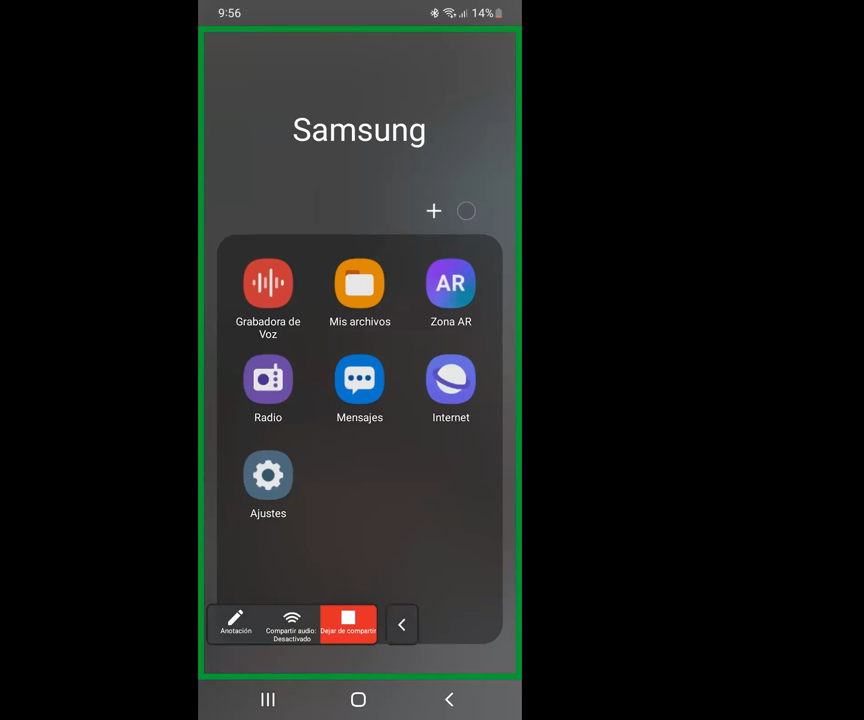 9:56
14%
Samsung
Grabadora de
Voz
Mis archivos
AR
Zona AR
Radio
Mensajes
Internet
Ajustes
Anotación
Compartir audio:
Desactivado
Dejar de compartir